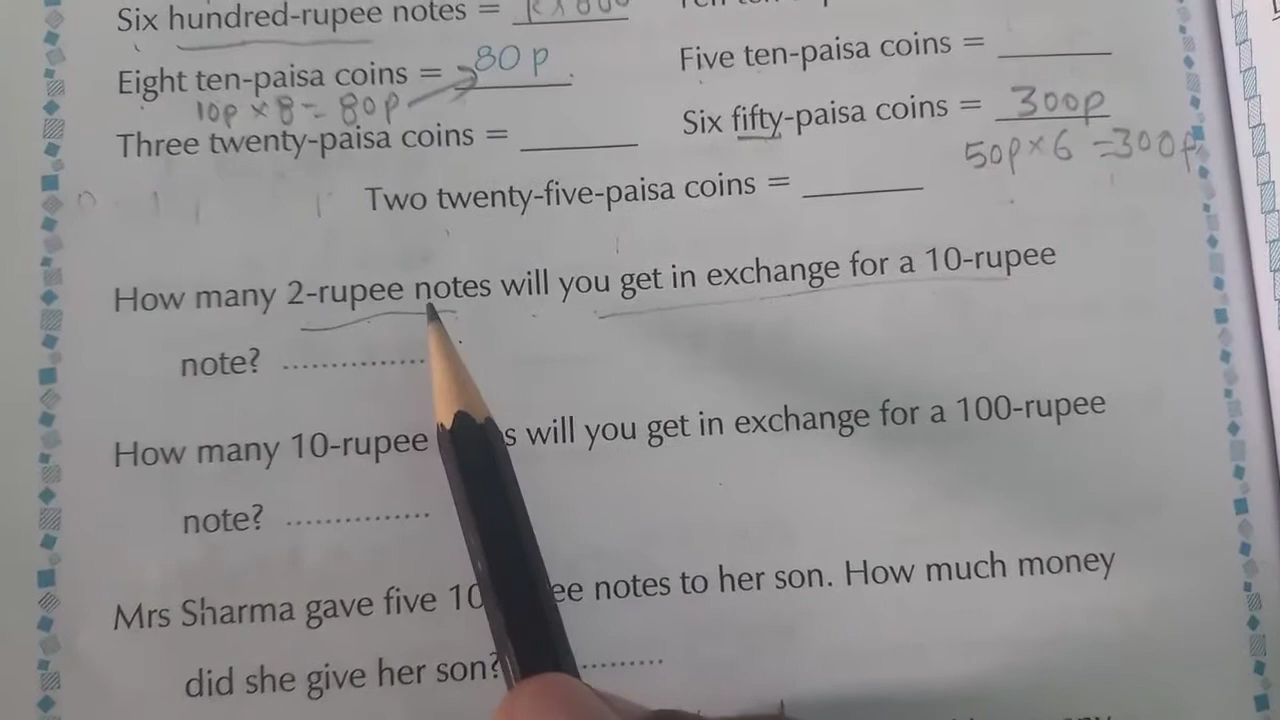 Six hundred-rupee notes =
Eight ten-paisa coins = 80 p
10p × 8 = 80p
Five ten-paisa coins =
Three twenty-paisa coins =
Six fifty-paisa coins = 300p
50p × 6 = 300p
Two twenty-five-paisa coins =
How many 2-rupee notes will you get in exchange for a 10-rupee
note? ...............
How many 10-rupee s will you get in exchange for a 100-rupee
note? ...............
Mrs Sharma gave five 10 ee notes to her son. How much money
did she give her son? .........